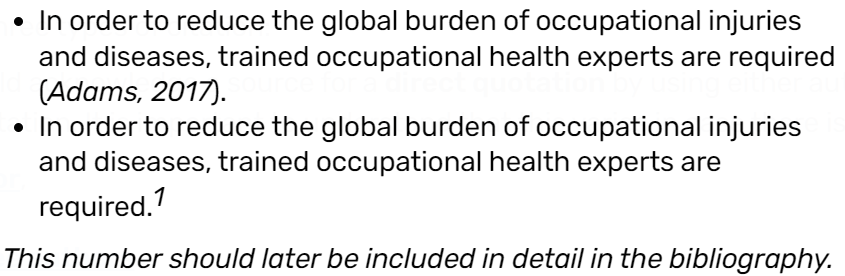 • In order to reduce the global burden of occupational injuries
and diseases, trained occupational health experts are required
(Adams, 2017).
• In order to reduce the global burden of occupational injuries
and diseases, trained occupational health experts are
required.¹
This number should later be included in detail in the bibliography.